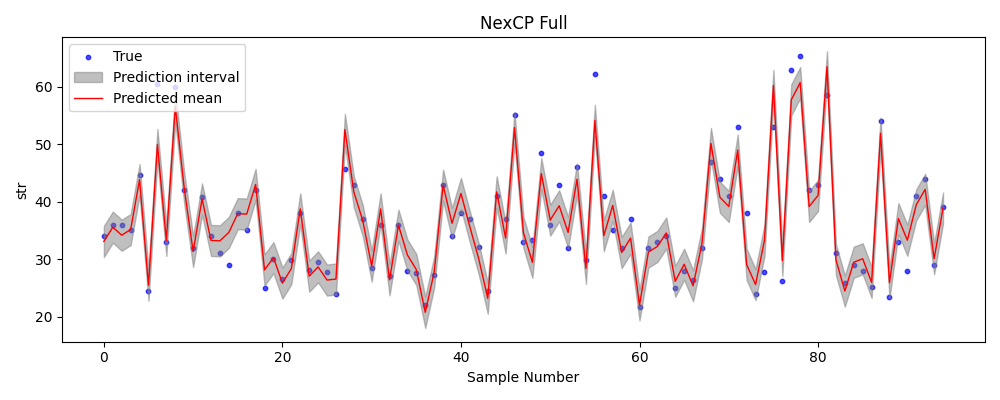 NexCP Full
True
Prediction interval
Predicted mean
str
60
50
40
30
20
0
20
40
60
80
Sample Number